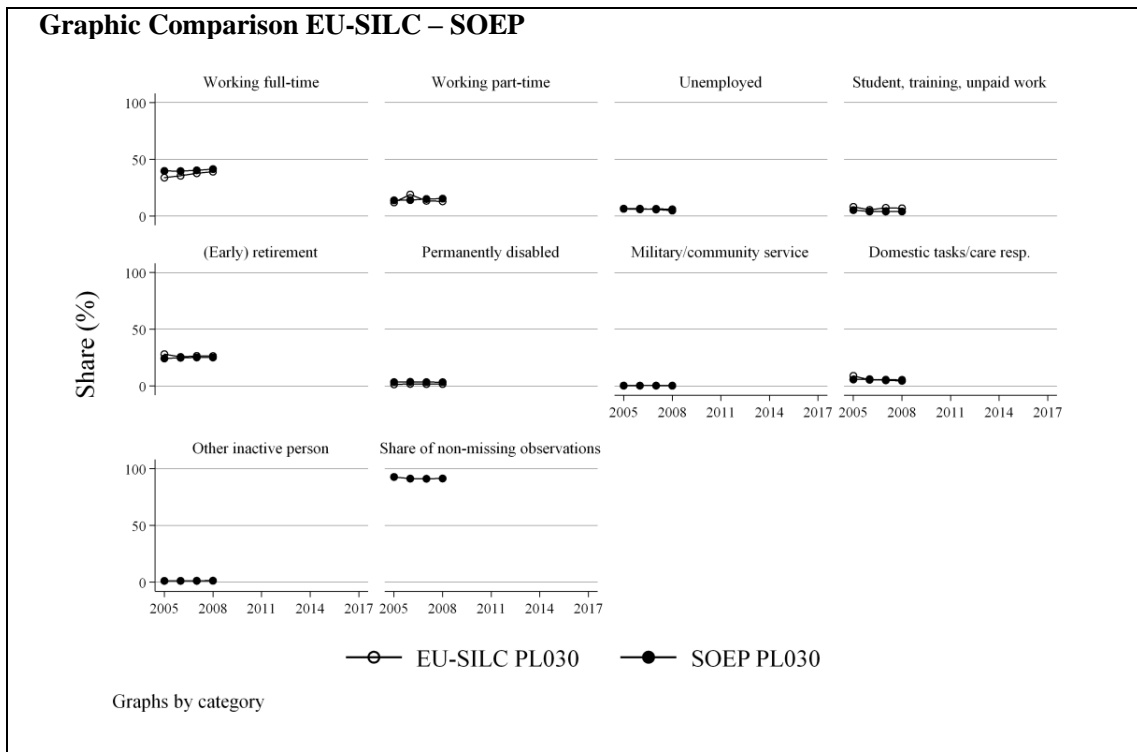 Graphic Comparison EU-SILC – SOEP
Working full-time Working part-time Unemployed Student, training, unpaid work
100
50
0
(Early) retirement Permanently disabled Military/community service Domestic tasks/care resp.
100
50
0
2005 2008 2011 2014 2017 2005 2008 2011 2014 2017
Share (%)
Other inactive person Share of non-missing observations
100
50
0
2005 2008 2011 2014 2017 2005 2008 2011 2014 2017
EU-SILC PL030 SOEP PL030
Graphs by category